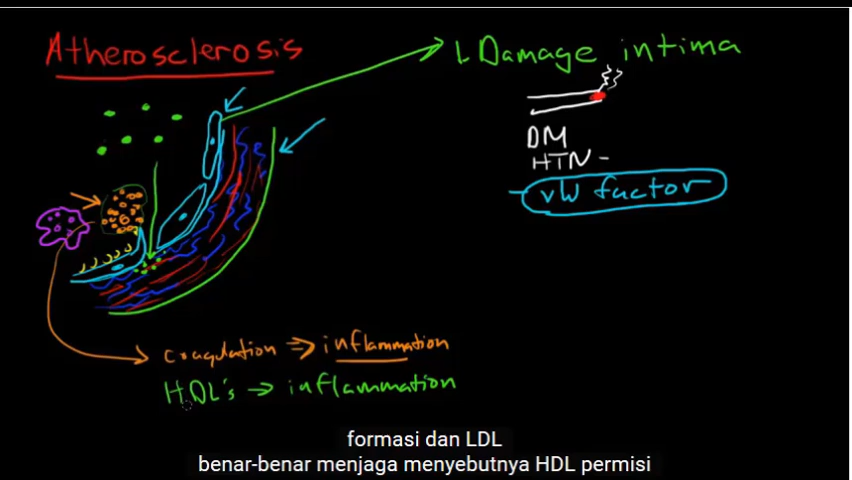 Atherosclerosis
1. Damage intima
DM
HTN -
vW factor
coagulation ⇒ inflammation
HDL's → inflammation
formasi dan LDL
benar-benar menjaga menyebutnya HDL permisi